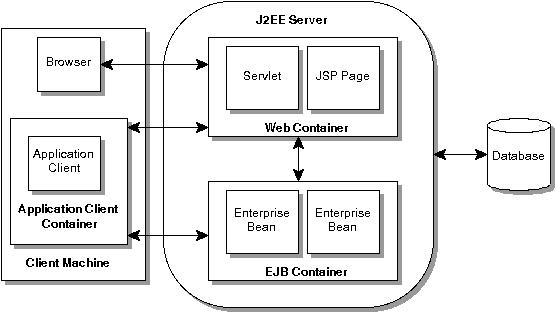 J2EE Server
Browser
Servlet
JSP Page
Web Container
Application
Client
Application Client
Container
Client Machine
Enterprise
Bean
Enterprise
Bean
EJB Container
Database